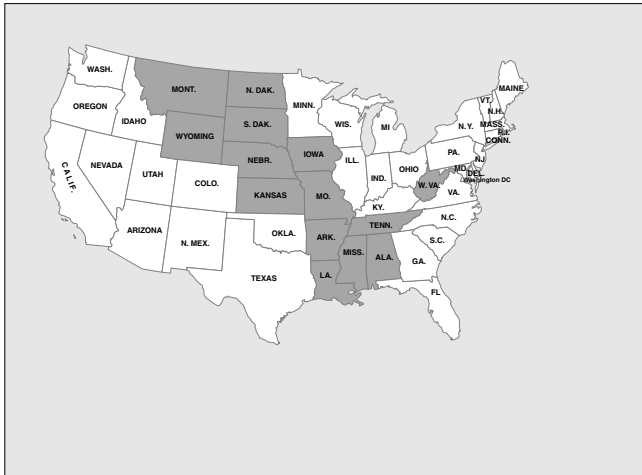 WASH.
MONT.
N. DAK.
MINN.
OREGON
IDAHO
WYOMING
S. DAK.
WIS.
MI
MAINE
VT.
N.H.
N.Y.
MASS.
R.I.
CONN.
NEVADA
UTAH
COLO.
NEBR.
IOWA
ILL.
IND.
OHIO
PA.
NJ
MD.
DEL.
Washington DC
CALIF.
KANSAS
MO.
KY.
W. VA.
VA.
ARIZONA
N. MEX.
OKLA.
ARK.
TENN.
N.C.
S.C.
TEXAS
LA.
MISS.
ALA.
GA.
FL